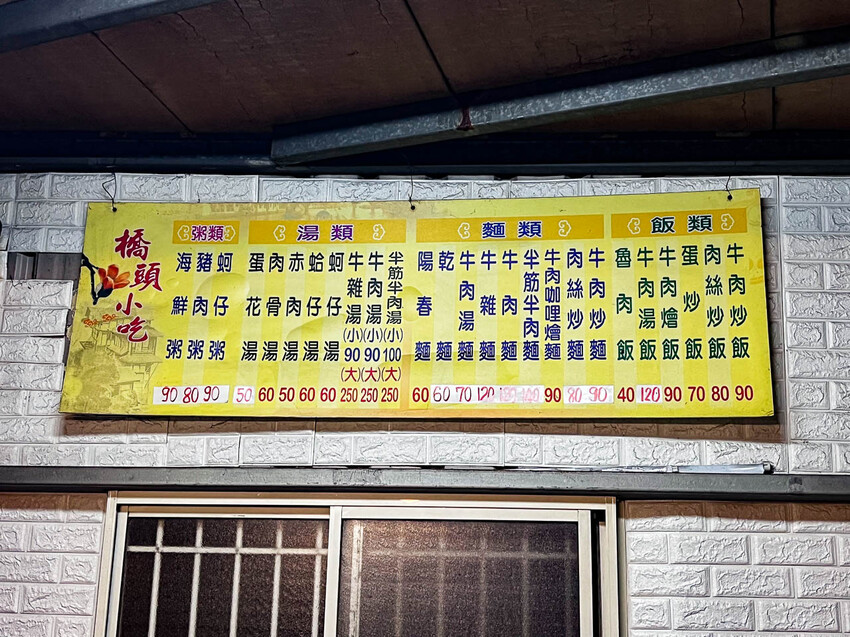 橋頭小吃
粥類
海鮮粥 90
豬肉粥 80
蚵仔粥 90
湯類
蛋花湯 50
肉骨湯 60
赤肉湯 50
蛤仔湯 60
蚵仔湯 60
牛雜湯(小)90(大)250
牛肉湯(小)90(大)250
半筋半肉湯(小)100(大)250
麵類
陽春麵 60
乾麵 60
牛肉湯麵 70
牛雜麵 120
牛肉麵
半筋半肉麵
牛肉咖哩燴麵 90
肉絲炒麵 80
牛肉炒麵 90
飯類
魯肉飯 40
牛肉湯飯 120
牛肉燴飯 90
蛋炒飯 70
肉絲炒飯 80
牛肉炒飯 90